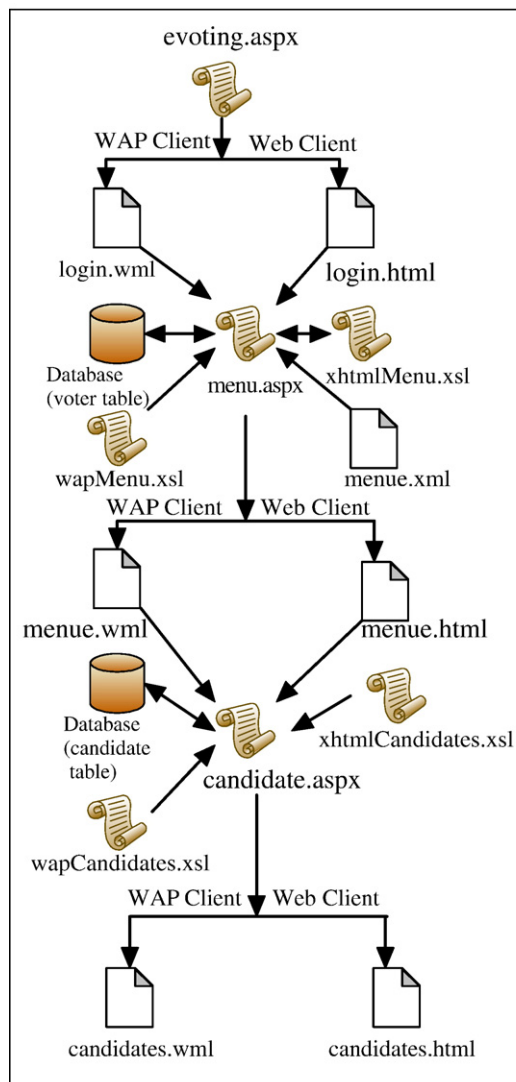 evoting.aspx
WAP Client
Web Client
login.wml
login.html
Database
(voter table)
menu.aspx
xhtmlMenu.xsl
wapMenu.xsl
menue.xml
WAP Client
Web Client
menue.wml
menue.html
Database
(candidate
table)
xhtmlCandidates.xsl
candidate.aspx
wapCandidates.xsl
WAP Client
Web Client
candidates.wml
candidates.html